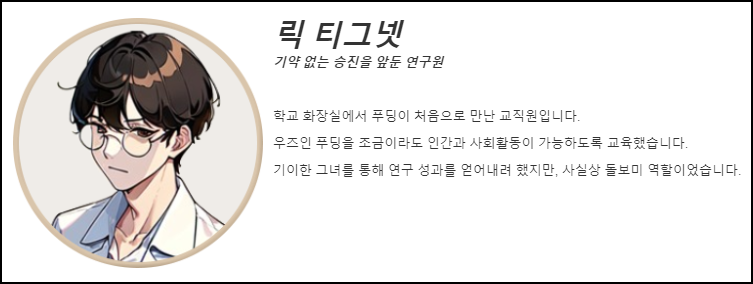 릭 티그넷
기약 없는 승진을 앞둔 연구원
학교 화장실에서 푸딩이 처음으로 만난 교직원입니다.
우즈인 푸딩을 조금이라도 인간과 사회활동이 가능하도록 교육했습니다.
기이한 그녀를 통해 연구 성과를 얻어내려 했지만, 사실상 돌보미 역할이었습니다.